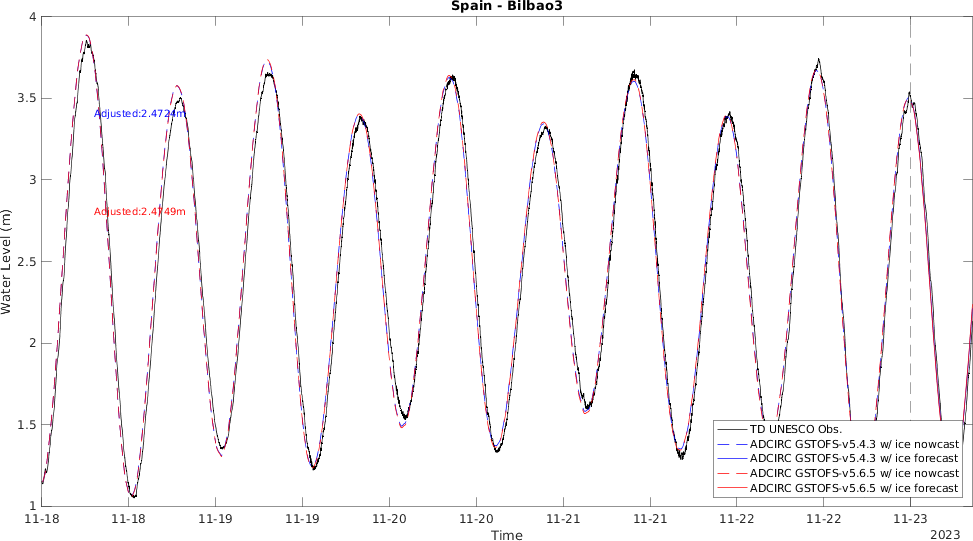 Spain - Bilbao3
4
3.5
3
2.5
2
1.5
1
Water Level (m)
Adjusted:2.4724m
Adjusted:2.4749m
TD UNESCO Obs.
ADCIRC GSTOFS-v5.4.3 w/ ice nowcast
ADCIRC GSTOFS-v5.4.3 w/ ice forecast
ADCIRC GSTOFS-v5.6.5 w/ ice nowcast
ADCIRC GSTOFS-v5.6.5 w/ ice forecast
11-18 11-18 11-19 11-19 11-20 11-20 11-21 11-21 11-22 11-22 11-23
Time
2023